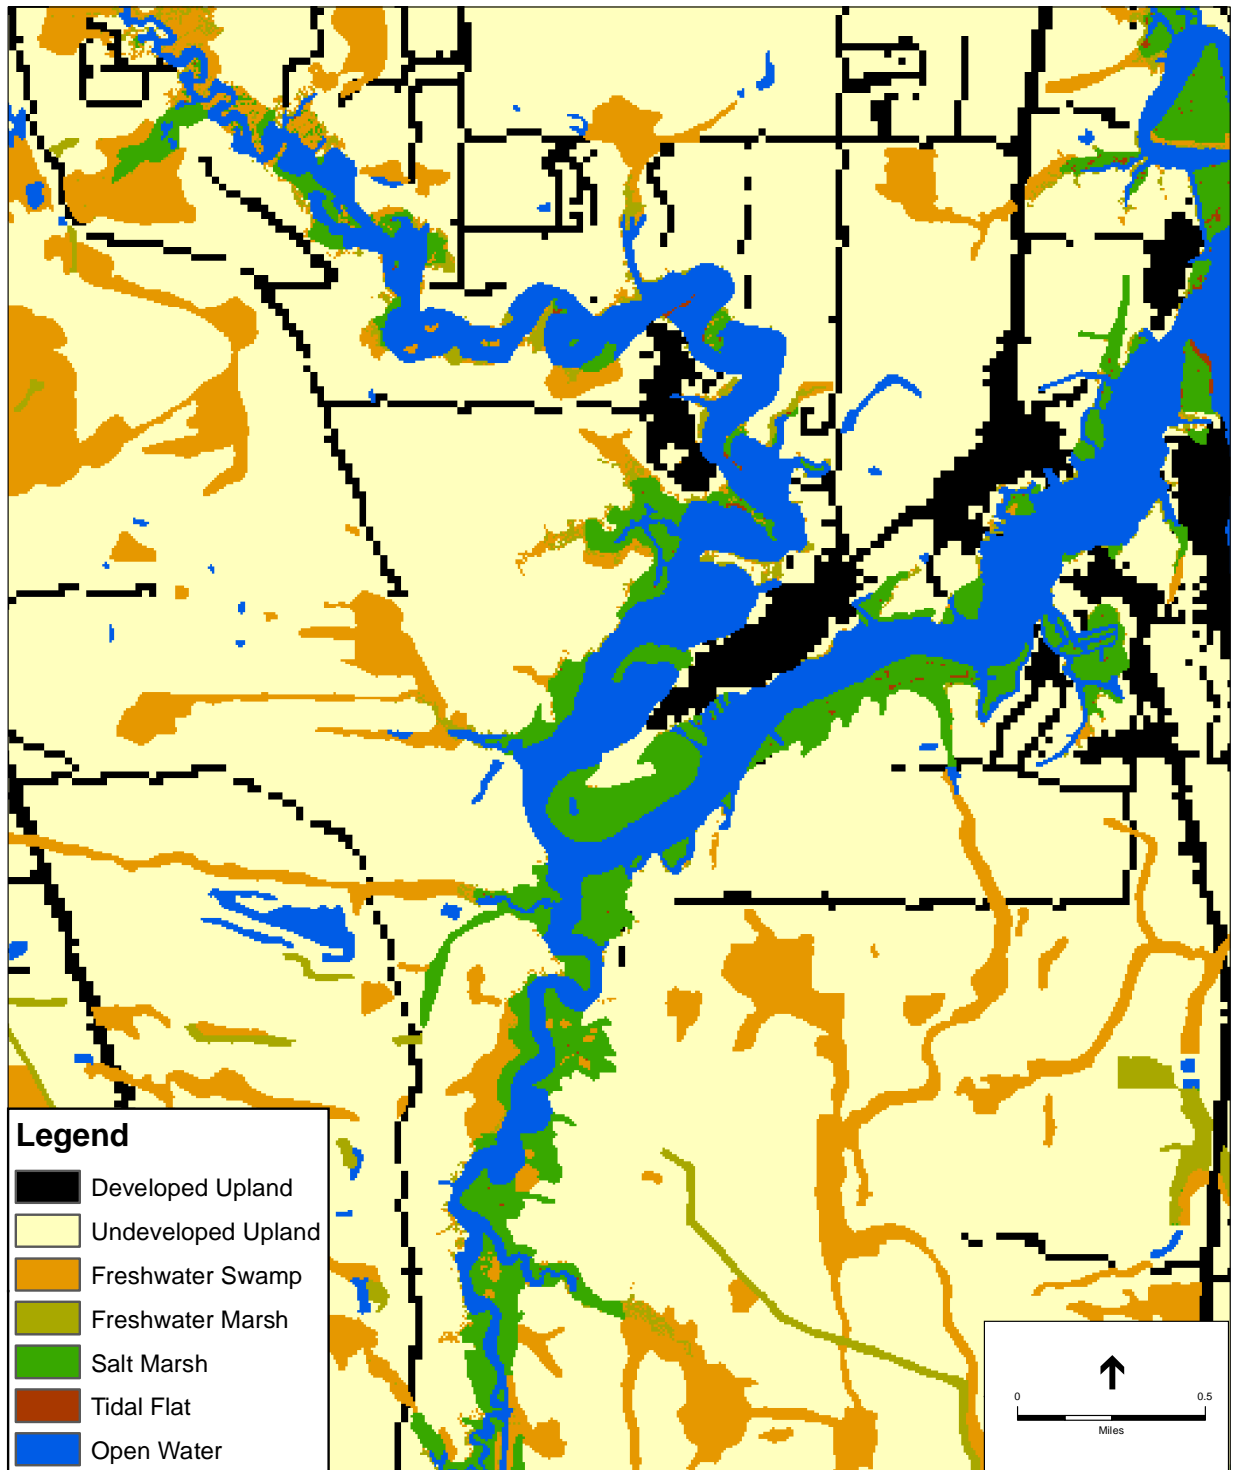 Legend
Developed Upland
Undeveloped Upland
Freshwater Swamp
Freshwater Marsh
Salt Marsh
Tidal Flat
Open Water
0 0.5
Miles